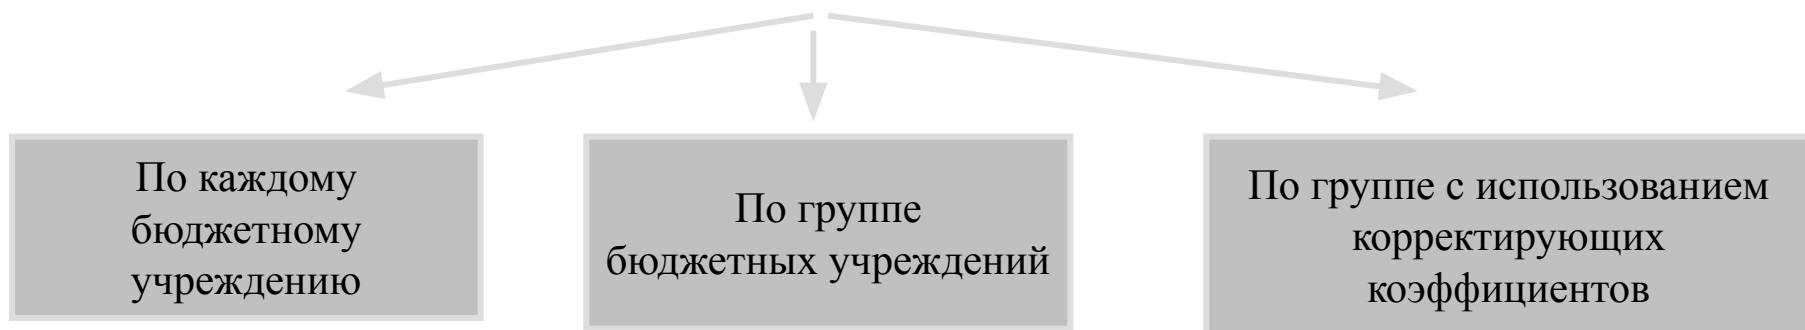 По каждому
бюджетному
учреждению
По группе
бюджетных учреждений
По группе с использованием
корректирующих
коэффициентов